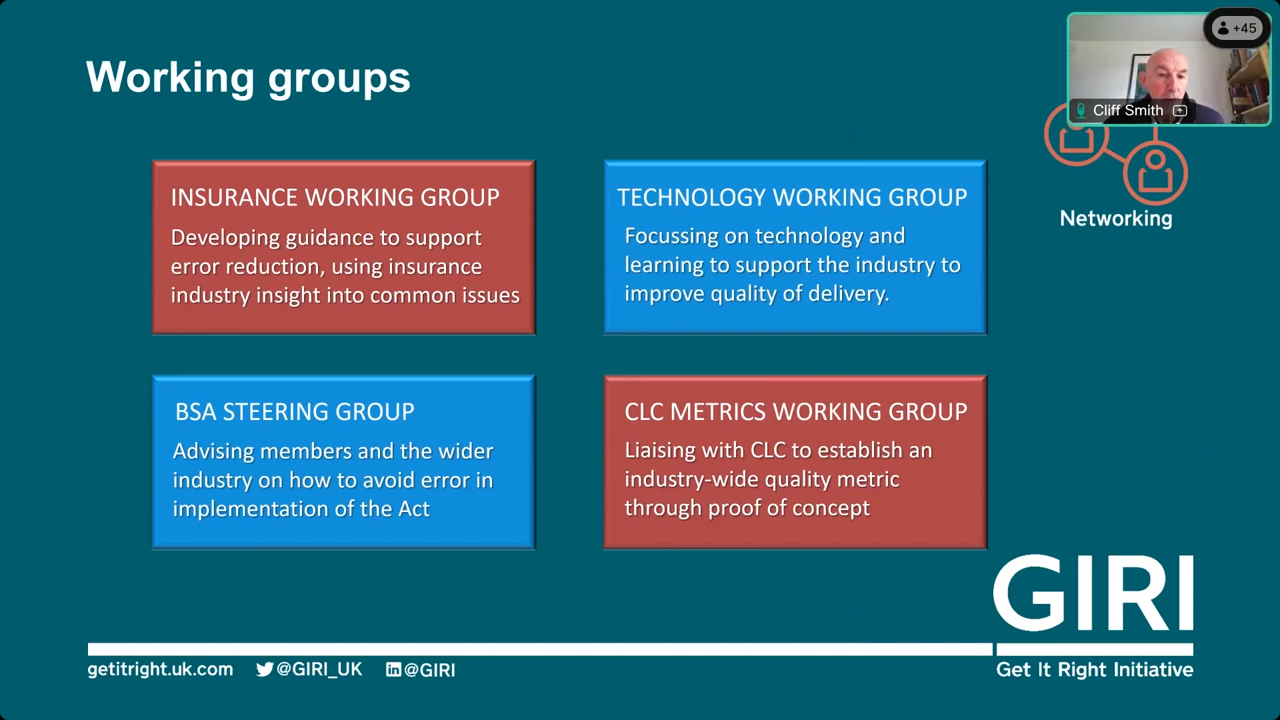 Working groups
+45
Cliff Smith
Networking
INSURANCE WORKING GROUP
Developing guidance to support
error reduction, using insurance
industry insight into common issues
TECHNOLOGY WORKING GROUP
Focussing on technology and
learning to support the industry to
improve quality of delivery.
BSA STEERING GROUP
Advising members and the wider
industry on how to avoid error in
implementation of the Act
CLC METRICS WORKING GROUP
Liaising with CLC to establish an
industry-wide quality metric
through proof of concept
GIRI
getitright.uk.com @GIRI_UK in @GIRI
Get It Right Initiative